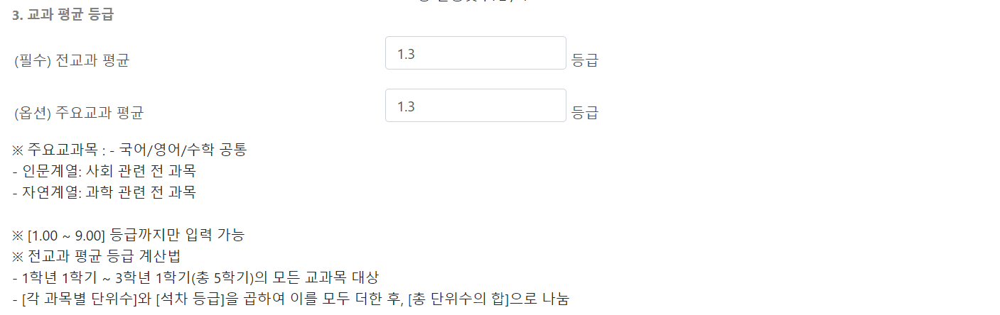 3. 교과 평균 등급
(필수) 전교과 평균 1.3 등급
(옵션) 주요교과 평균 1.3 등급
※ 주요교과목 : - 국어/영어/수학 공통
- 인문계열: 사회 관련 전 과목
- 자연계열: 과학 관련 전 과목
※ [1.00 ~ 9.00] 등급까지만 입력 가능
※ 전교과 평균 등급 계산법
- 1학년 1학기 ~ 3학년 1학기(총 5학기)의 모든 교과목 대상
- [각 과목별 단위수]와 [석차 등급]을 곱하여 이를 모두 더한 후, [총 단위수의 합]으로 나눔